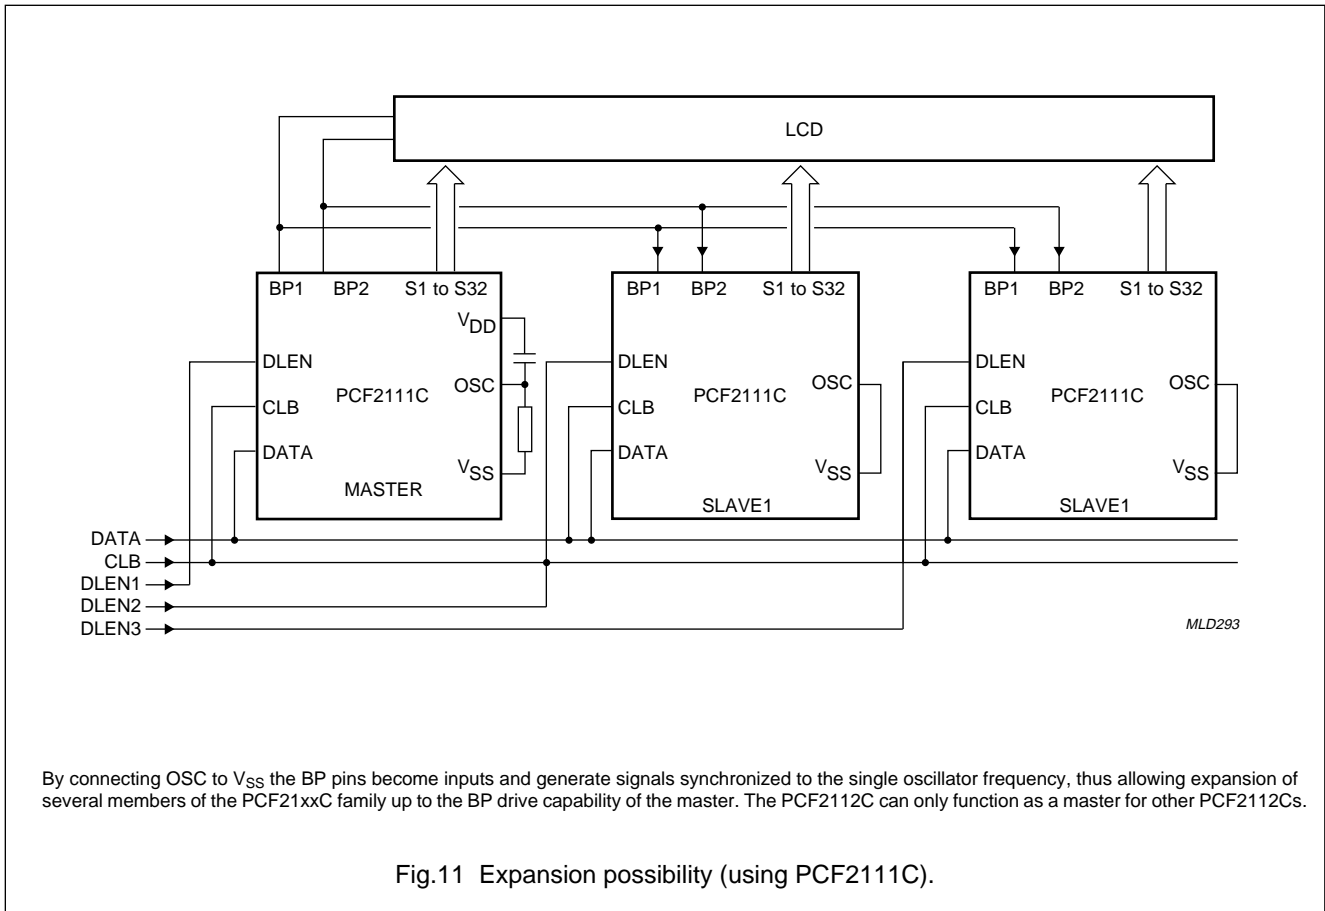 LCD
BP1 BP2 S1 to S32
BP1 BP2 S1 to S32
BP1 BP2 S1 to S32
VDD
DLEN
DLEN
DLEN
OSC
PCF2111C
OSC
PCF2111C
OSC
PCF2111C
CLB
CLB
CLB
DATA
DATA
DATA
VSS
VSS
VSS
MASTER
SLAVE1
SLAVE1
DATA
CLB
DLEN1
DLEN2
DLEN3
MLD293
By connecting OSC to VSS the BP pins become inputs and generate signals synchronized to the single oscillator frequency, thus allowing expansion of
several members of the PCF21xxC family up to the BP drive capability of the master. The PCF2112C can only function as a master for other PCF2112Cs.
Fig.11 Expansion possibility (using PCF2111C).